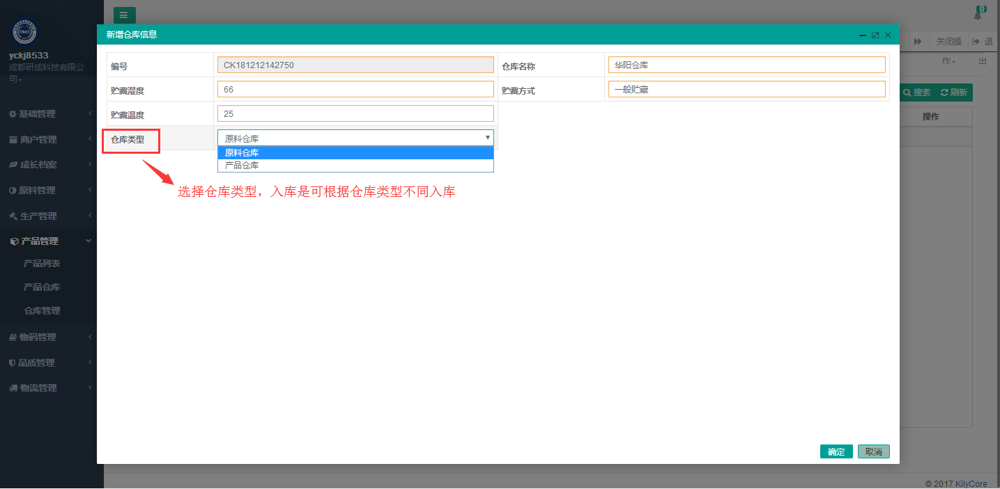 0
yckj8533
成都研成科技有限公
司
关闭操
作
退
出
基础管理
商户管理
成长档案
原料管理
生产管理
产品管理
产品列表
产品仓库
仓库管理
物码管理
品质管理
物流管理
搜索 刷新
操作
新增仓库信息
编号 CK181212142750 仓库名称 华阳仓库
贮藏湿度 66 贮藏方式 一般贮藏
贮藏温度 25
仓库类型 原料仓库
原料仓库
产品仓库
选择仓库类型，入库是可根据仓库类型不同入库
确定 取消
© 2017 KilyCore